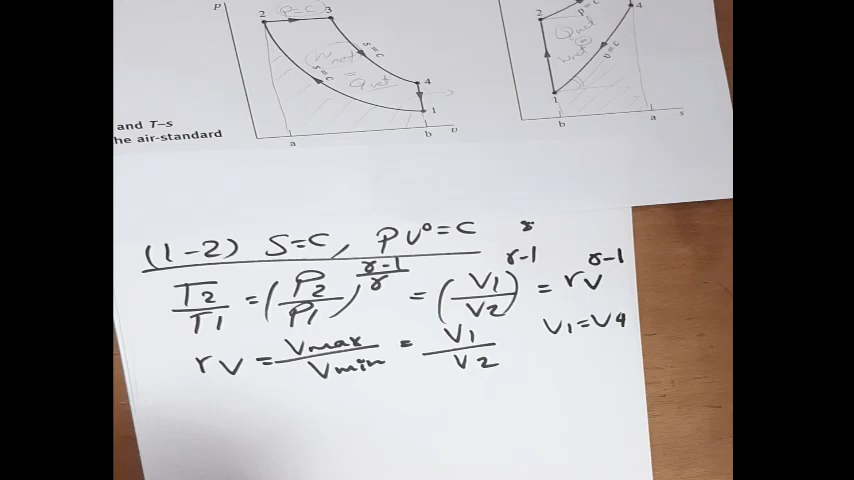 P
2
P=C
3
S=C
Wnet
=
Qnet
S=C
4
1
a
b
v
2
P=C
4
Qnet
=
Wnet
v=c
1
b
a
s
and T–s
he air-standard
(1-2) S=C, Pυ^γ=C
T2/T1 = (P2/P1)^(γ-1)/γ = (V1/V2)^γ-1 = rv^γ-1
rv = Vmax/Vmin = V1/V2
V1=V4